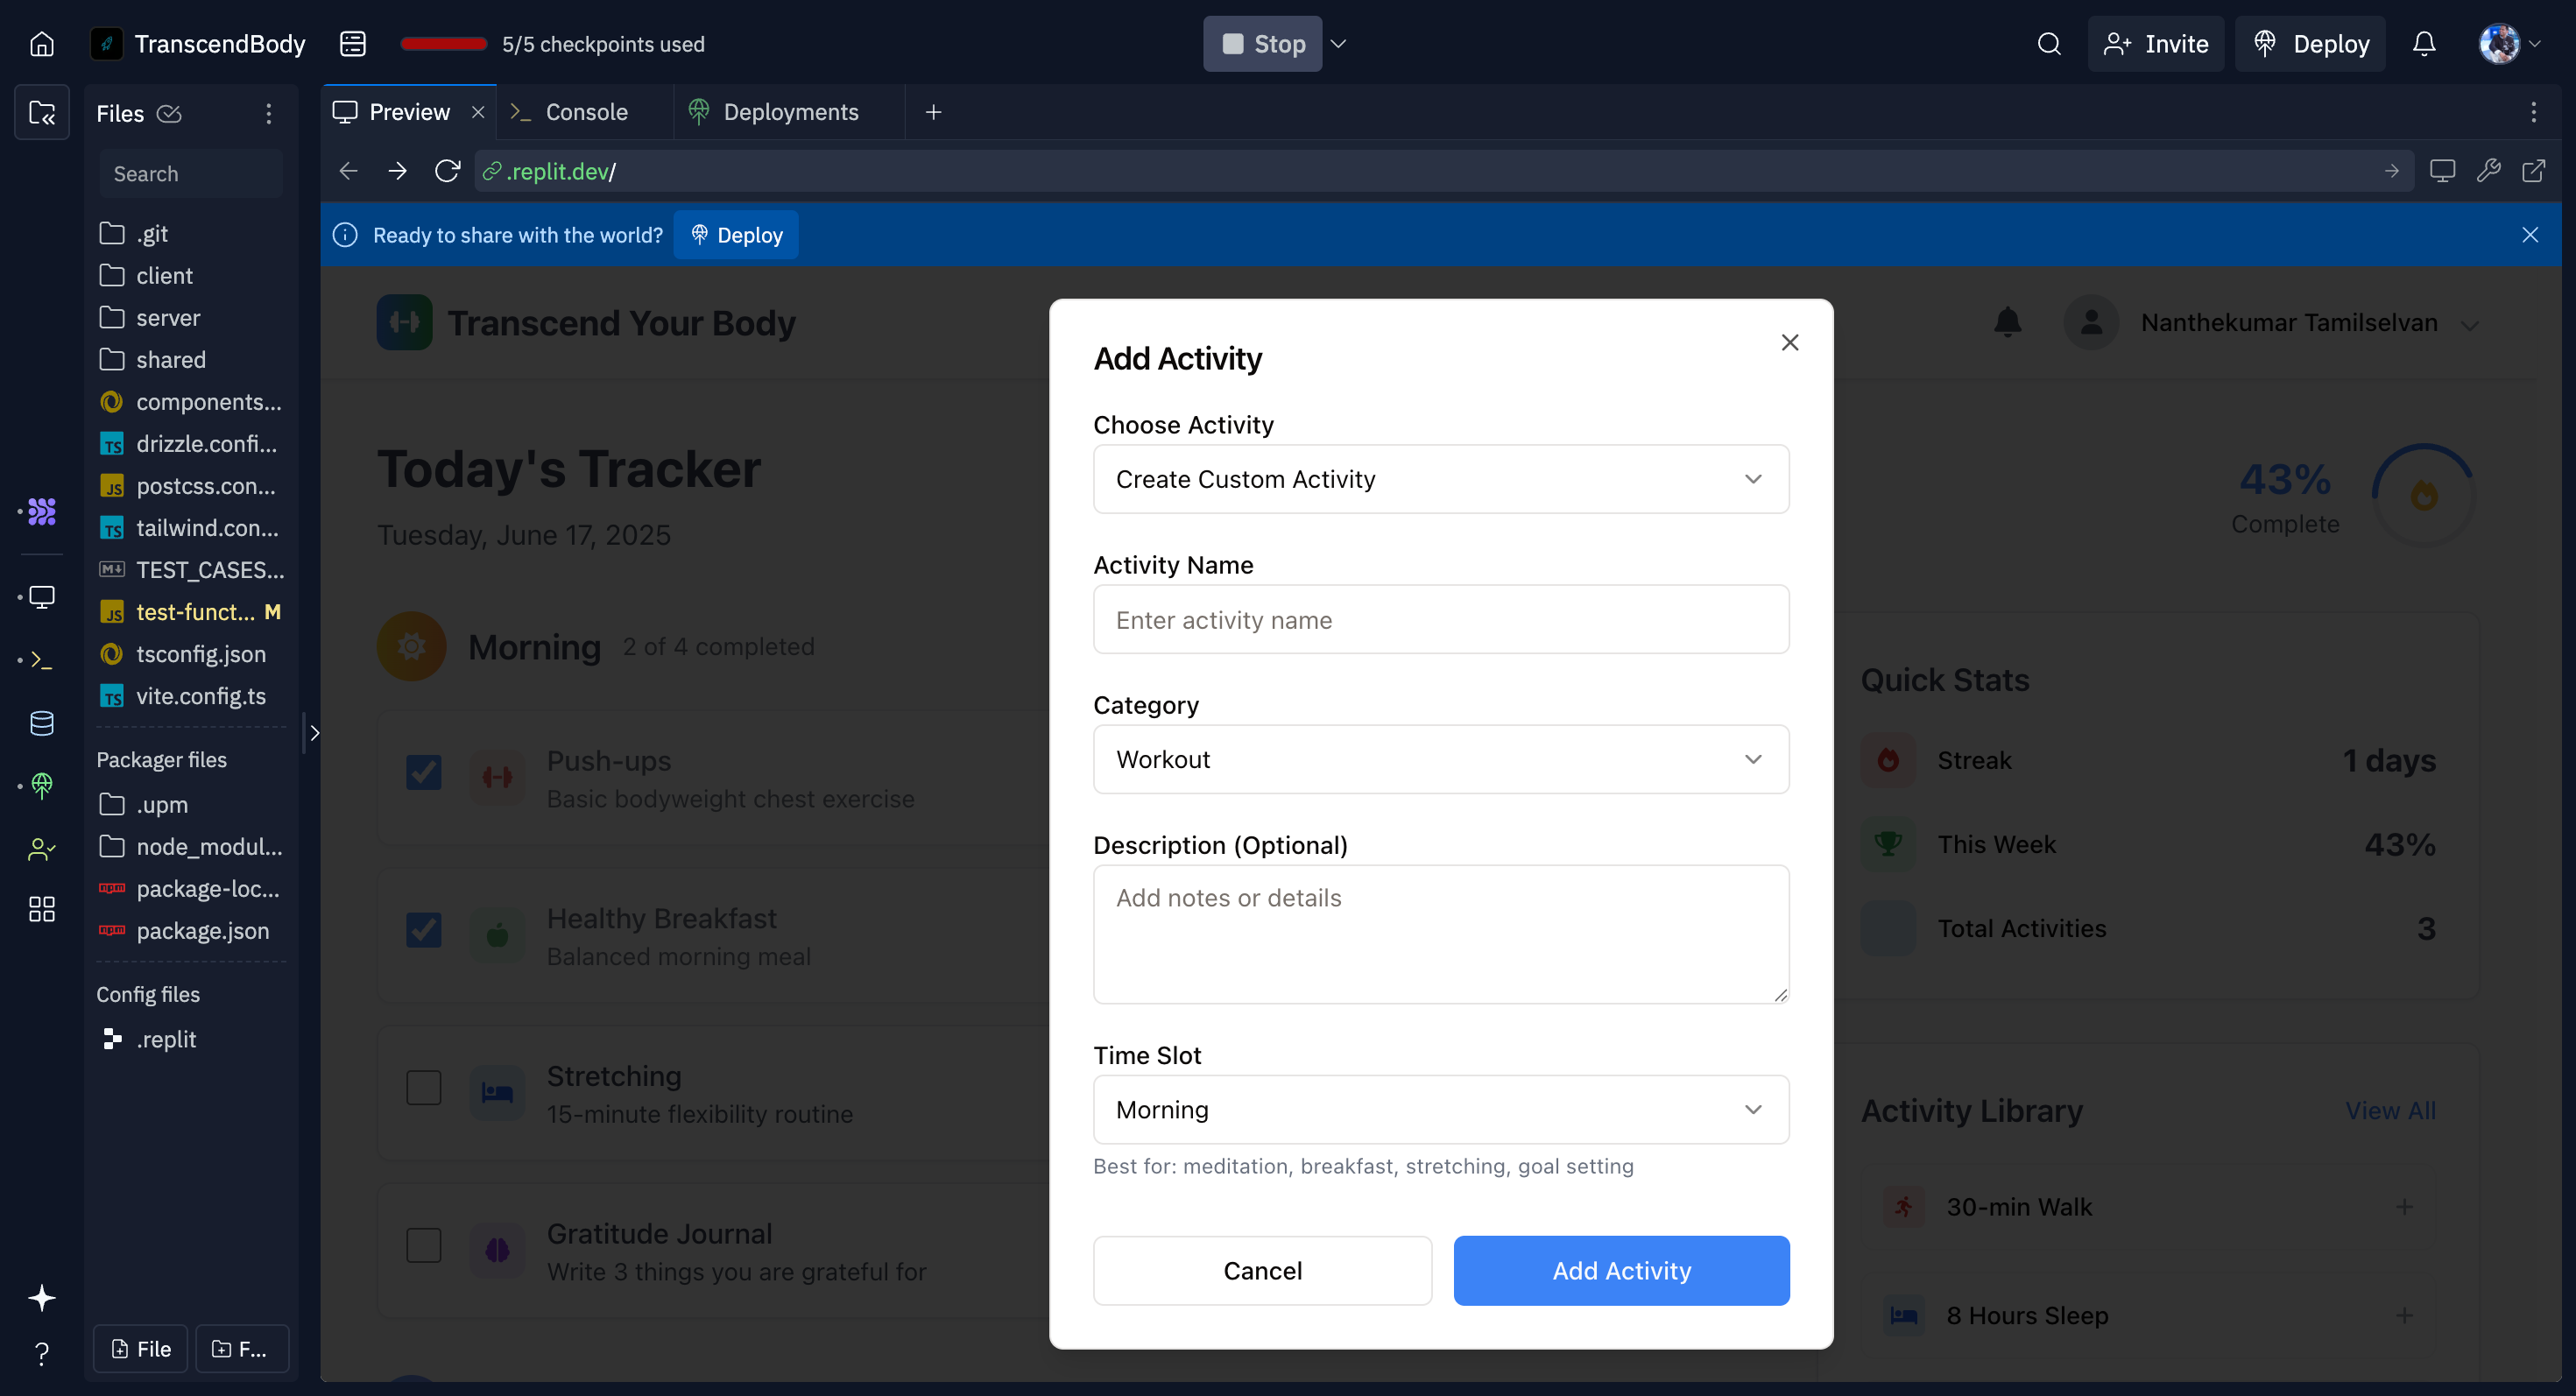 TranscendBody
5/5 checkpoints used
Stop
Invite
Deploy
Files
Search
.git
client
server
shared
components...
drizzle.confi...
postcss.con...
tailwind.con...
TEST_CASES...
test-funct... M
tsconfig.json
vite.config.ts
Packager files
.upm
node_modul...
package-loc...
package.json
Config files
.replit
File
F...
Preview
Console
Deployments
.replit.dev/
Ready to share with the world?
Deploy
Transcend Your Body
Nanthekumar Tamilselvan
Today's Tracker
Tuesday, June 17, 2025
43%
Complete
Morning
2 of 4 completed
Push-ups
Basic bodyweight chest exercise
Healthy Breakfast
Balanced morning meal
Stretching
15-minute flexibility routine
Gratitude Journal
Write 3 things you are grateful for
Add Activity
Choose Activity
Create Custom Activity
Activity Name
Enter activity name
Category
Workout
Description (Optional)
Add notes or details
Time Slot
Morning
Best for: meditation, breakfast, stretching, goal setting
Cancel
Add Activity
Quick Stats
Streak
1 days
This Week
43%
Total Activities
3
Activity Library
View All
30-min Walk
8 Hours Sleep